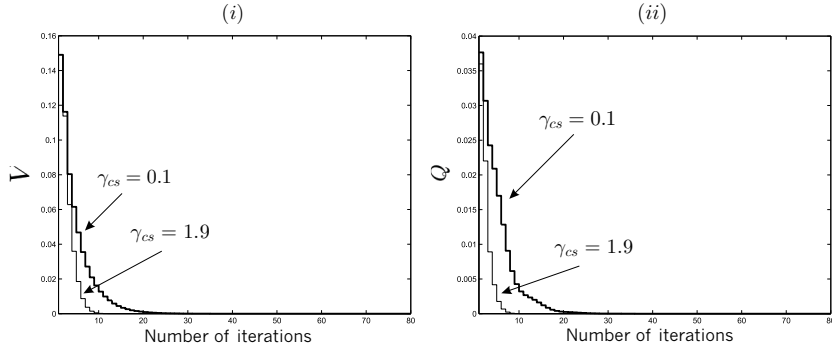 (i)
0.16
0.14
0.12
0.1
0.08
0.06
0.04
0.02
0
V
γcs = 0.1
γcs = 1.9
10 20 30 40 50 60 70 80
Number of iterations
(ii)
0.04
0.035
0.03
0.025
0.02
0.015
0.01
0.005
0
Q
γcs = 0.1
γcs = 1.9
10 20 30 40 50 60 70 80
Number of iterations